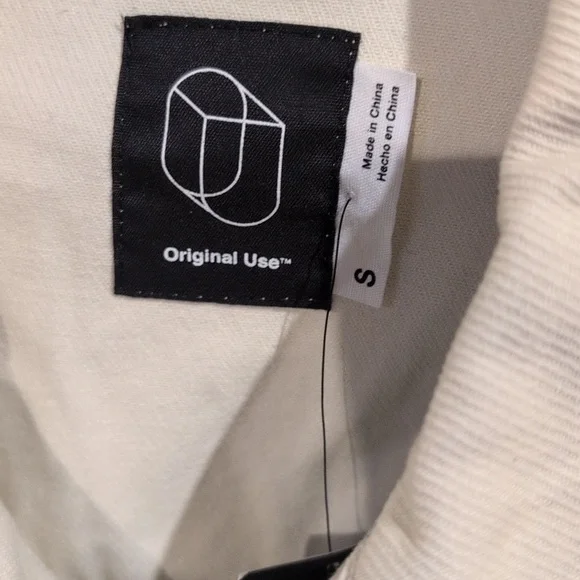 Original Use™
Made in China
Hecho en China
S